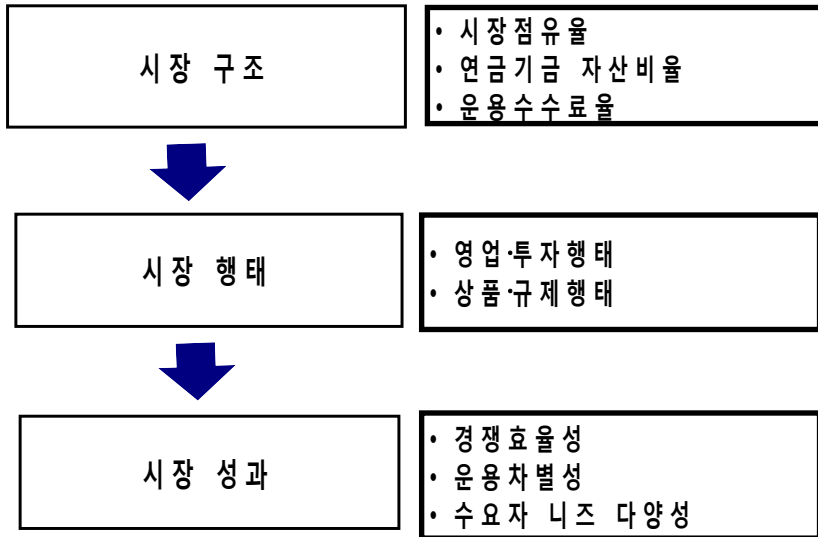 시장 구조
• 시장점유율
• 연금기금 자산비율
• 운용수수료율
시장 행태
• 영업·투자행태
• 상품·규제행태
시장 성과
• 경쟁효율성
• 운용차별성
• 수요자 니즈 다양성